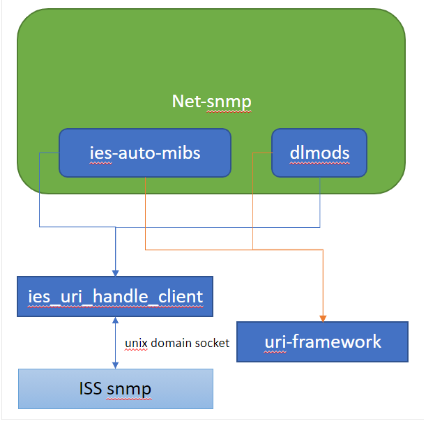 Net-snmp
ies-auto-mibs
dlmods
ies_uri_handle_client
unix domain socket
uri-framework
ISS snmp